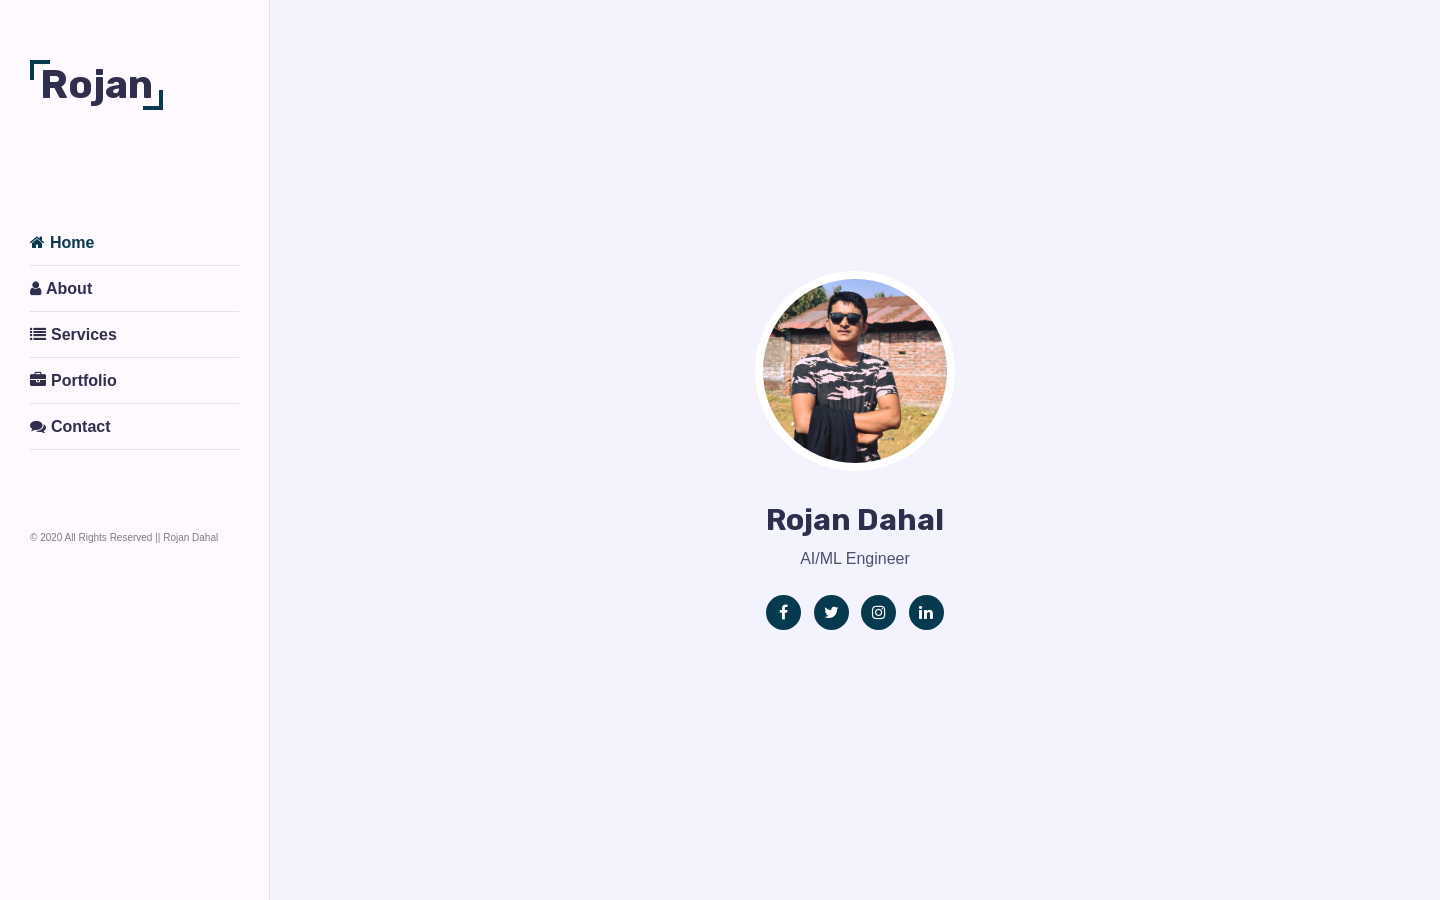 Rojan
Home
About
Services
Portfolio
Contact
© 2020 All Rights Reserved || Rojan Dahal
Rojan Dahal
AI/ML Engineer